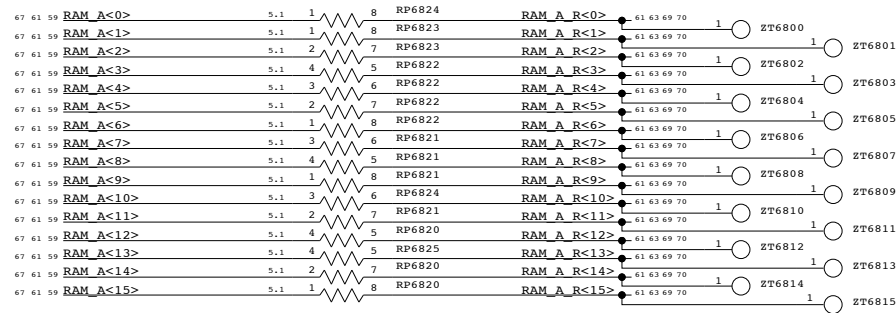 67 61 59 RAM_A<0> 5.1 1 8 RP6824 RAM_A_R<0> 61 63 69 70 1 ZT6800
67 61 59 RAM_A<1> 5.1 1 8 RP6823 RAM_A_R<1> 1 ZT6801
67 61 59 RAM_A<2> 5.1 2 7 RP6823 RAM_A_R<2> 61 63 69 70 1 ZT6802
67 61 59 RAM_A<3> 5.1 4 5 RP6822 RAM_A_R<3> 61 63 69 70 1 ZT6803
67 61 59 RAM_A<4> 5.1 3 6 RP6822 RAM_A_R<4> 61 63 69 70 1 ZT6804
67 61 59 RAM_A<5> 5.1 2 7 RP6822 RAM_A_R<5> 61 63 69 70 1 ZT6805
67 61 59 RAM_A<6> 5.1 1 8 RP6822 RAM_A_R<6> 61 63 69 70 1 ZT6806
67 61 59 RAM_A<7> 5.1 3 6 RP6821 RAM_A_R<7> 61 63 69 70 1 ZT6807
67 61 59 RAM_A<8> 5.1 4 5 RP6821 RAM_A_R<8> 61 63 69 70 1 ZT6808
67 61 59 RAM_A<9> 5.1 1 8 RP6821 RAM_A_R<9> 61 63 69 70 1 ZT6809
67 61 59 RAM_A<10> 5.1 3 6 RP6824 RAM_A_R<10> 61 63 69 70 1 ZT6810
67 61 59 RAM_A<11> 5.1 2 7 RP6821 RAM_A_R<11> 61 63 69 70 1 ZT6811
67 61 59 RAM_A<12> 5.1 4 5 RP6820 RAM_A_R<12> 61 63 69 70 1 ZT6812
67 61 59 RAM_A<13> 5.1 4 5 RP6825 RAM_A_R<13> 61 63 69 70 1 ZT6813
67 61 59 RAM_A<14> 5.1 2 7 RP6820 RAM_A_R<14> 61 63 69 70 1 ZT6814
67 61 59 RAM_A<15> 5.1 1 8 RP6820 RAM_A_R<15> 61 63 69 70 1 ZT6815